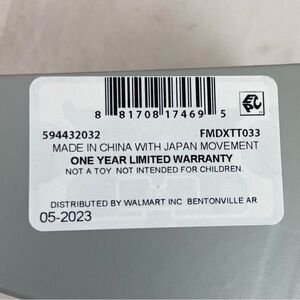 8 81708 17469 5
EPC
594432032 FMDXTT033
MADE IN CHINA WITH JAPAN MOVEMENT
ONE YEAR LIMITED WARRANTY
NOT A TOY NOT INTENDED FOR CHILDREN.
DISTRIBUTED BY WALMART INC BENTONVILLE AR
05-2023